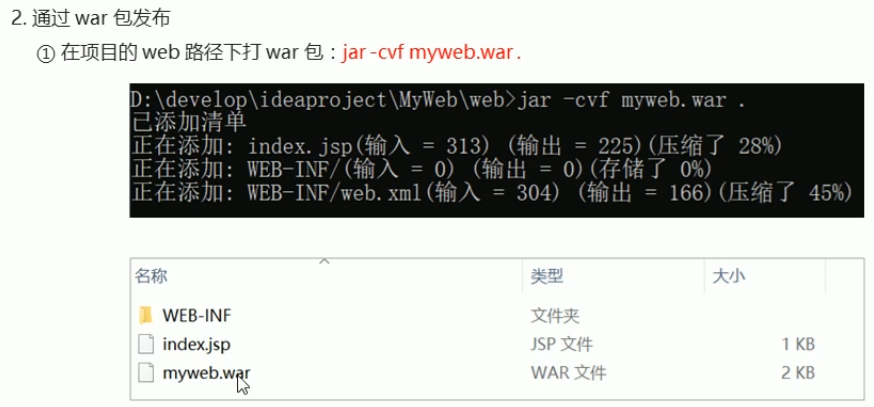 2. 通过 war 包发布
① 在项目的 web 路径下打 war 包：jar -cvf myweb.war .
D:\develop\ideaproject\MyWeb\web>jar -cvf myweb.war .
已添加清单
正在添加: index.jsp(输入 = 313) (输出 = 225)(压缩了 28%)
正在添加: WEB-INF/(输入 = 0) (输出 = 0)(存储了 0%)
正在添加: WEB-INF/web.xml(输入 = 304) (输出 = 166)(压缩了 45%)
名称 类型 大小
WEB-INF 文件夹
index.jsp JSP 文件 1 KB
myweb.war WAR 文件 2 KB